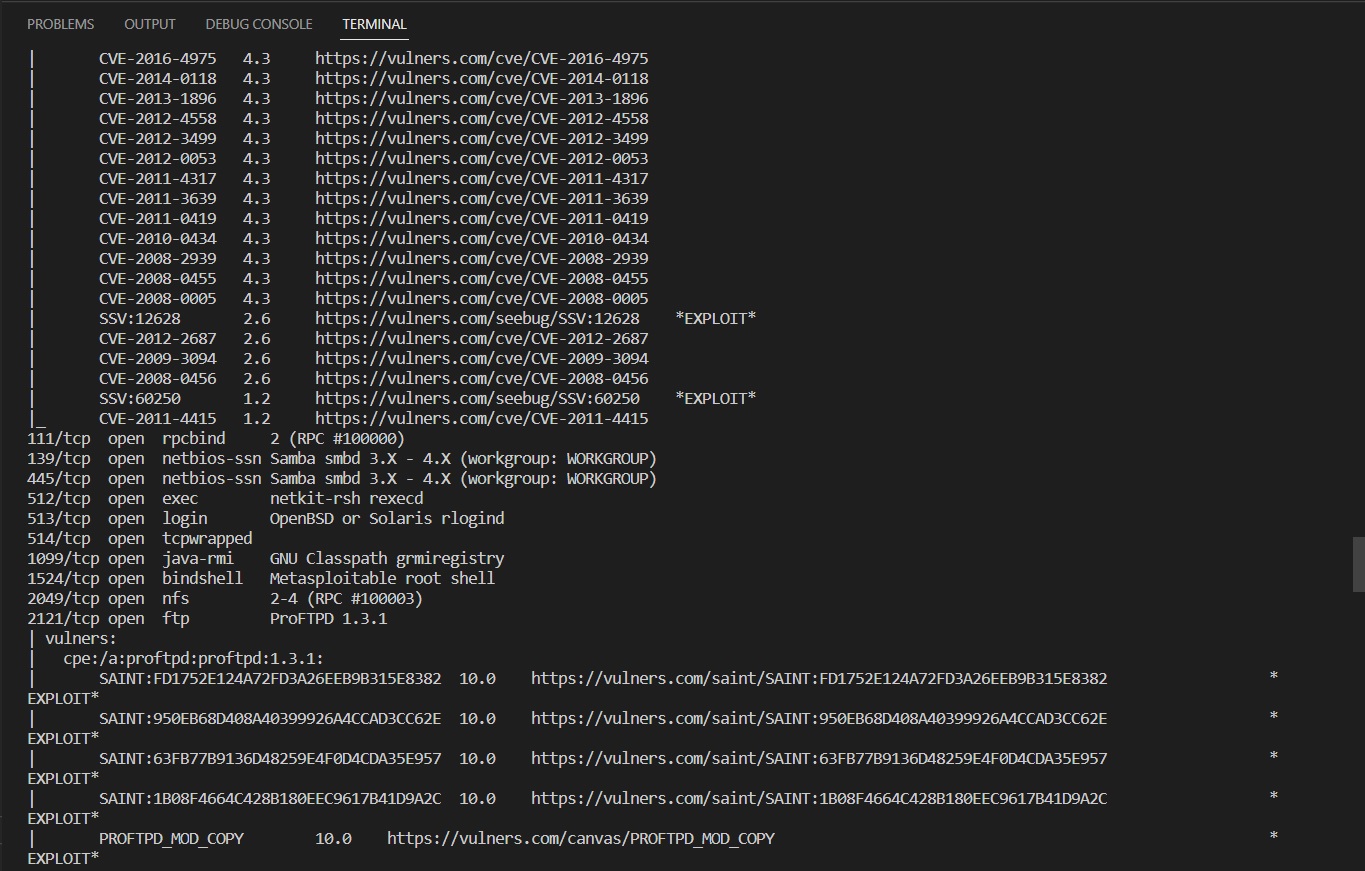 PROBLEMS OUTPUT DEBUG CONSOLE TERMINAL
| CVE-2016-4975 4.3 https://vulners.com/cve/CVE-2016-4975
| CVE-2014-0118 4.3 https://vulners.com/cve/CVE-2014-0118
| CVE-2013-1896 4.3 https://vulners.com/cve/CVE-2013-1896
| CVE-2012-4558 4.3 https://vulners.com/cve/CVE-2012-4558
| CVE-2012-3499 4.3 https://vulners.com/cve/CVE-2012-3499
| CVE-2012-0053 4.3 https://vulners.com/cve/CVE-2012-0053
| CVE-2011-4317 4.3 https://vulners.com/cve/CVE-2011-4317
| CVE-2011-3639 4.3 https://vulners.com/cve/CVE-2011-3639
| CVE-2011-0419 4.3 https://vulners.com/cve/CVE-2011-0419
| CVE-2010-0434 4.3 https://vulners.com/cve/CVE-2010-0434
| CVE-2008-2939 4.3 https://vulners.com/cve/CVE-2008-2939
| CVE-2008-0455 4.3 https://vulners.com/cve/CVE-2008-0455
| CVE-2008-0005 4.3 https://vulners.com/cve/CVE-2008-0005
| SSV:12628 2.6 https://vulners.com/seebug/SSV:12628 *EXPLOIT*
| CVE-2012-2687 2.6 https://vulners.com/cve/CVE-2012-2687
| CVE-2009-3094 2.6 https://vulners.com/cve/CVE-2009-3094
| CVE-2008-0456 2.6 https://vulners.com/cve/CVE-2008-0456
| SSV:60250 1.2 https://vulners.com/seebug/SSV:60250 *EXPLOIT*
|_ CVE-2011-4415 1.2 https://vulners.com/cve/CVE-2011-4415
111/tcp open rpcbind 2 (RPC #100000)
139/tcp open netbios-ssn Samba smbd 3.X - 4.X (workgroup: WORKGROUP)
445/tcp open netbios-ssn Samba smbd 3.X - 4.X (workgroup: WORKGROUP)
512/tcp open exec netkit-rsh rexecd
513/tcp open login OpenBSD or Solaris rlogind
514/tcp open tcpwrapped
1099/tcp open java-rmi GNU Classpath grmiregistry
1524/tcp open bindshell Metasploitable root shell
2049/tcp open nfs 2-4 (RPC #100003)
2121/tcp open ftp ProFTPD 1.3.1
| vulners:
| cpe:/a:proftpd:proftpd:1.3.1:
| SAINT:FD1752E124A72FD3A26EEB9B315E8382 10.0 https://vulners.com/saint/SAINT:FD1752E124A72FD3A26EEB9B315E8382 *
EXPLOIT*
| SAINT:950EB68D408A40399926A4CCAD3CC62E 10.0 https://vulners.com/saint/SAINT:950EB68D408A40399926A4CCAD3CC62E *
EXPLOIT*
| SAINT:63FB77B9136D48259E4F0D4CDA35E957 10.0 https://vulners.com/saint/SAINT:63FB77B9136D48259E4F0D4CDA35E957 *
EXPLOIT*
| SAINT:1B08F4664C428B180EEC9617B41D9A2C 10.0 https://vulners.com/saint/SAINT:1B08F4664C428B180EEC9617B41D9A2C *
EXPLOIT*
| PROFTPD_MOD_COPY 10.0 https://vulners.com/canvas/PROFTPD_MOD_COPY *
EXPLOIT*